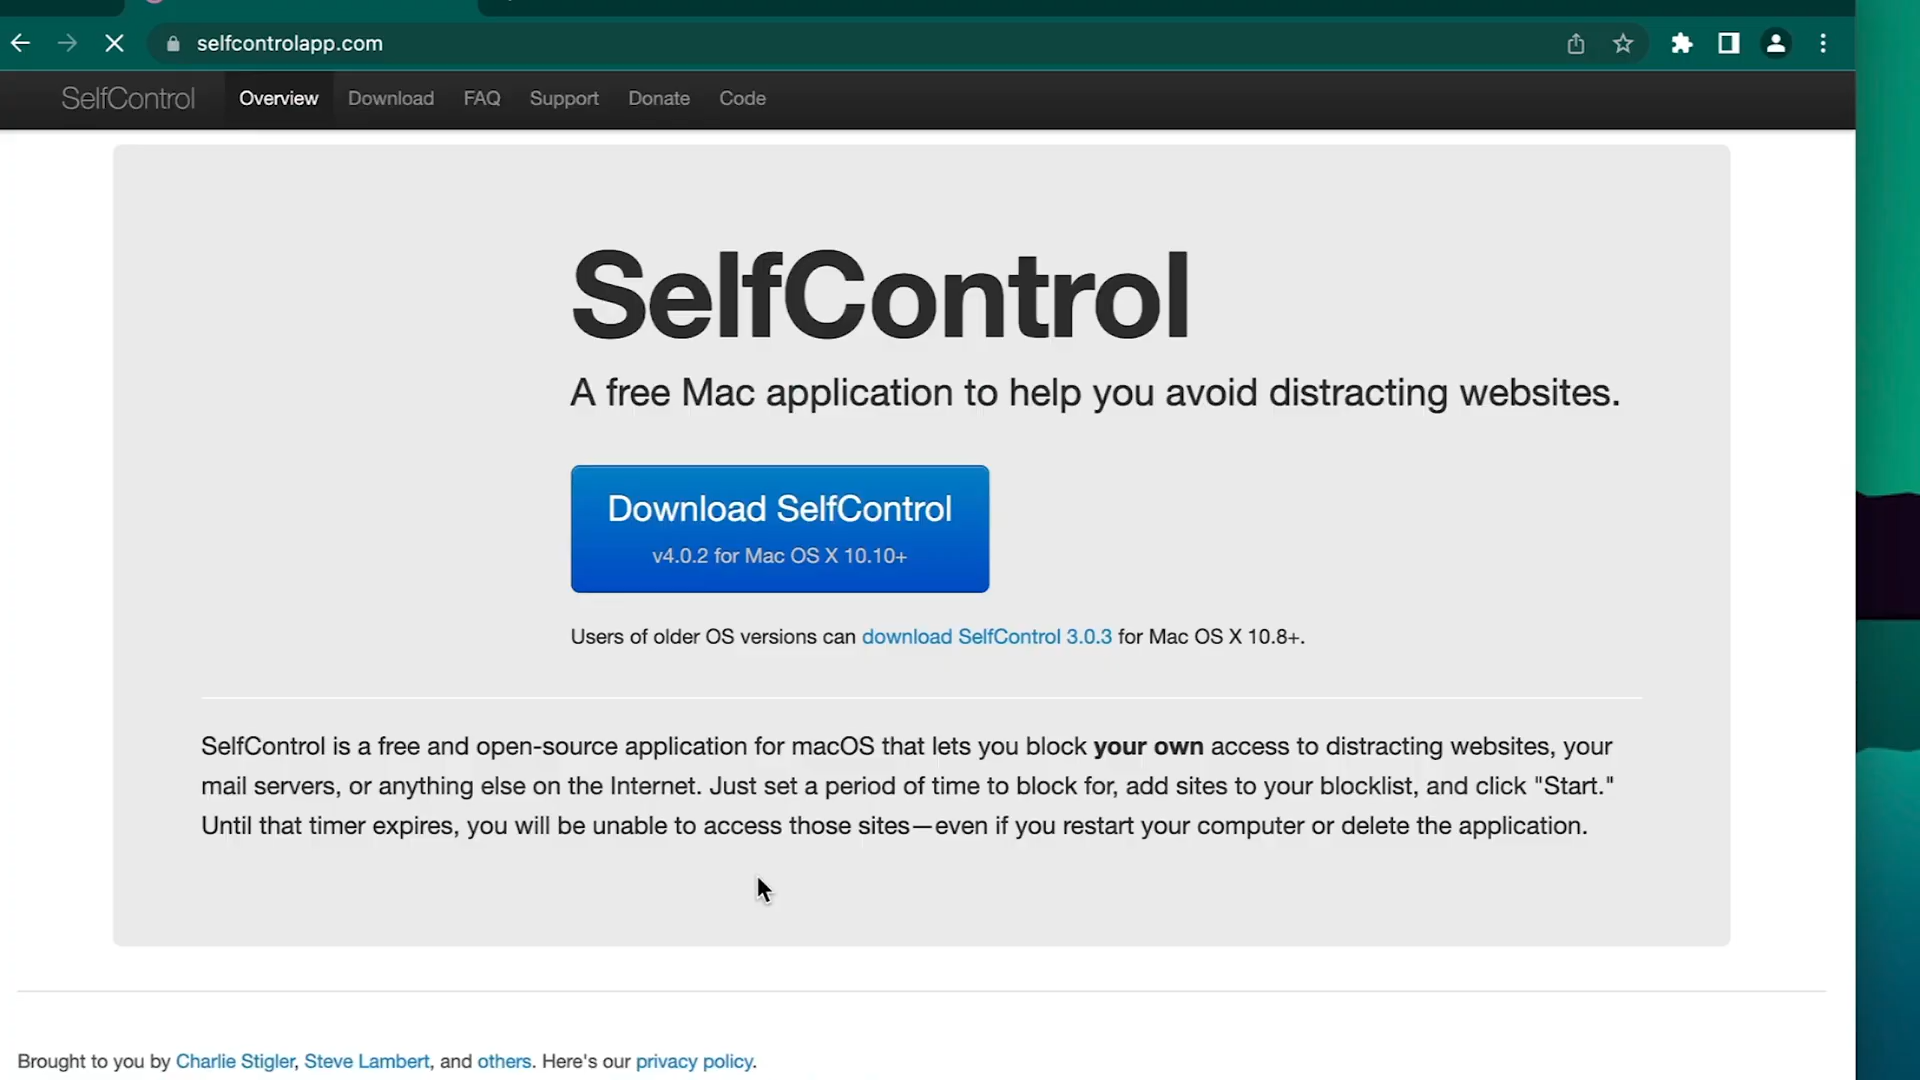 selfcontrolapp.com
SelfControl Overview Download FAQ Support Donate Code
SelfControl
A free Mac application to help you avoid distracting websites.
Download SelfControl
v4.0.2 for Mac OS X 10.10+
Users of older OS versions can download SelfControl 3.0.3 for Mac OS X 10.8+.
SelfControl is a free and open-source application for macOS that lets you block your own access to distracting websites, your
mail servers, or anything else on the Internet. Just set a period of time to block for, add sites to your blocklist, and click "Start."
Until that timer expires, you will be unable to access those sites—even if you restart your computer or delete the application.
Brought to you by Charlie Stigler, Steve Lambert, and others. Here's our privacy policy.